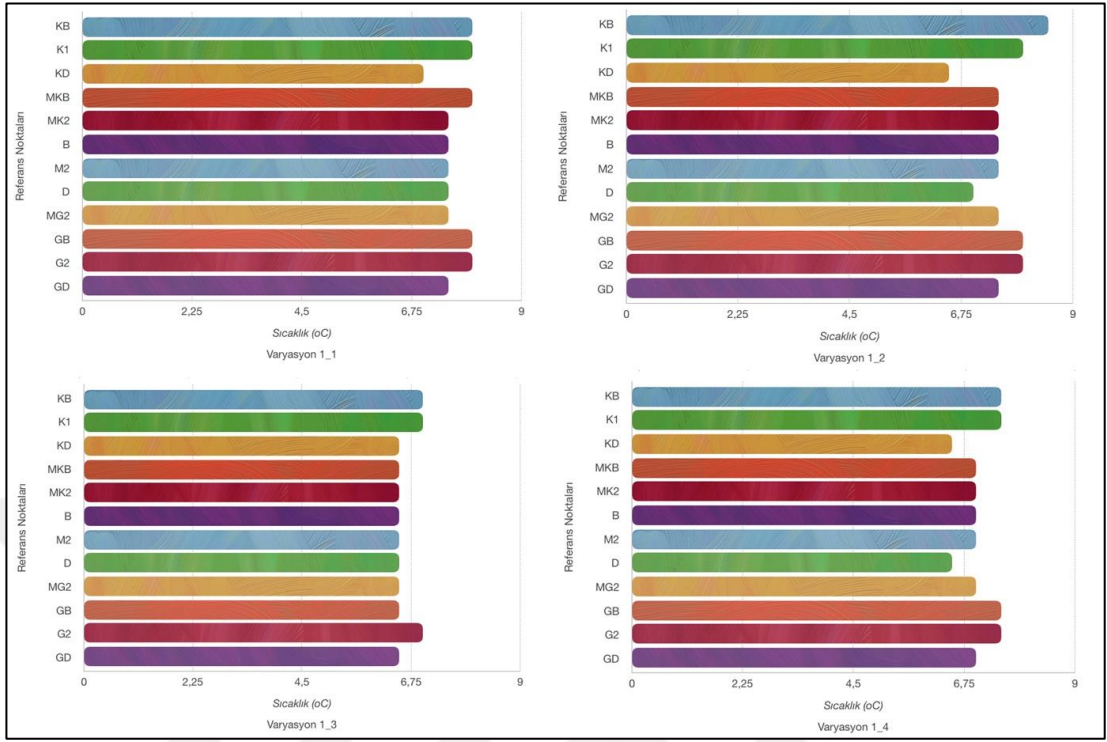 KB
K1
KD
MKB
MK2
B
M2
D
MG2
GB
G2
GD
Referans Noktaları
0 2,25 4,5 6,75 9
Sıcaklık (oC)
Varyasyon 1_1
KB
K1
KD
MKB
MK2
B
M2
D
MG2
GB
G2
GD
Referans Noktaları
0 2,25 4,5 6,75 9
Sıcaklık (oC)
Varyasyon 1_2
KB
K1
KD
MKB
MK2
B
M2
D
MG2
GB
G2
GD
Referans Noktaları
0 2,25 4,5 6,75 9
Sıcaklık (oC)
Varyasyon 1_3
KB
K1
KD
MKB
MK2
B
M2
D
MG2
GB
G2
GD
Referans Noktaları
0 2,25 4,5 6,75 9
Sıcaklık (oC)
Varyasyon 1_4